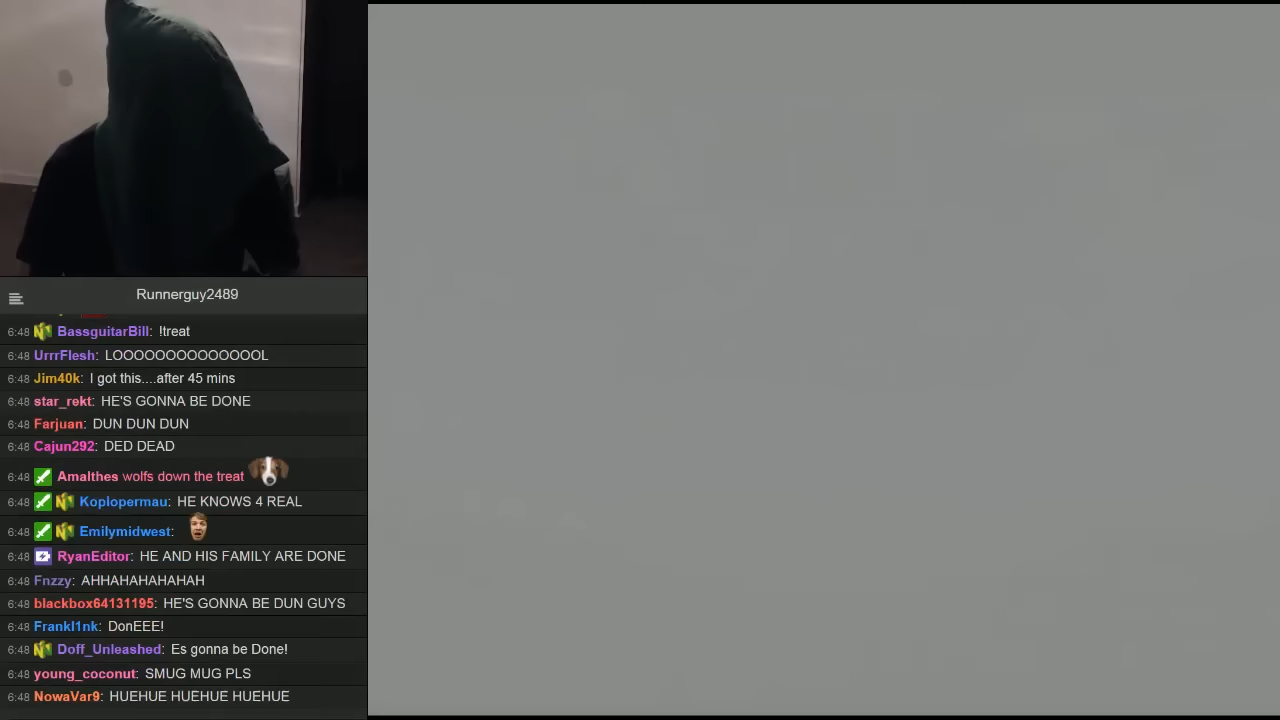 Runnerguy2489
6:48 BassguitarBill: !treat
6:48 UrrrFlesh: LOOOOOOOOOOOOOOL
6:48 Jim40k: I got this....after 45 mins
6:48 star_rekt: HE'S GONNA BE DONE
6:48 Farjuan: DUN DUN DUN
6:48 Cajun292: DED DEAD
6:48 Amalthes wolfs down the treat
6:48 Koplopermau: HE KNOWS 4 REAL
6:48 Emilymidwest:
6:48 RyanEditor: HE AND HIS FAMILY ARE DONE
6:48 Fnzzy: AHHAHAHAHAHAH
6:48 blackbox64131195: HE'S GONNA BE DUN GUYS
6:48 Frankl1nk: DonEEE!
6:48 Doff_Unleashed: Es gonna be Done!
6:48 young_coconut: SMUG MUG PLS
6:48 NowaVar9: HUEHUE HUEHUE HUEHUE